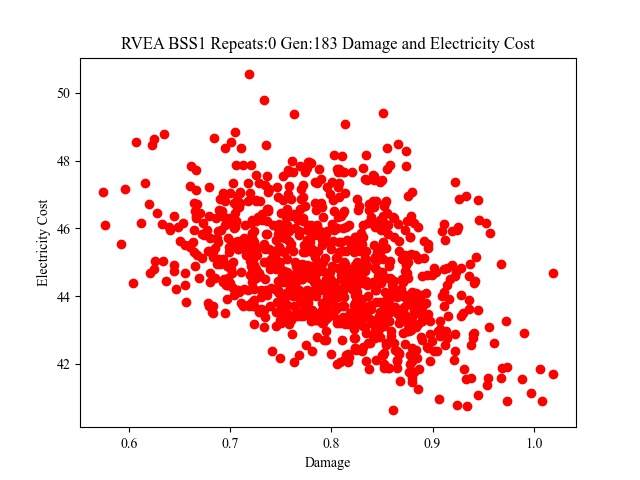 RVEA BSS1 Repeats:0 Gen:183 Damage and Electricity Cost
50
48
46
44
42
Electricity Cost
0.6 0.7 0.8 0.9 1.0
Damage